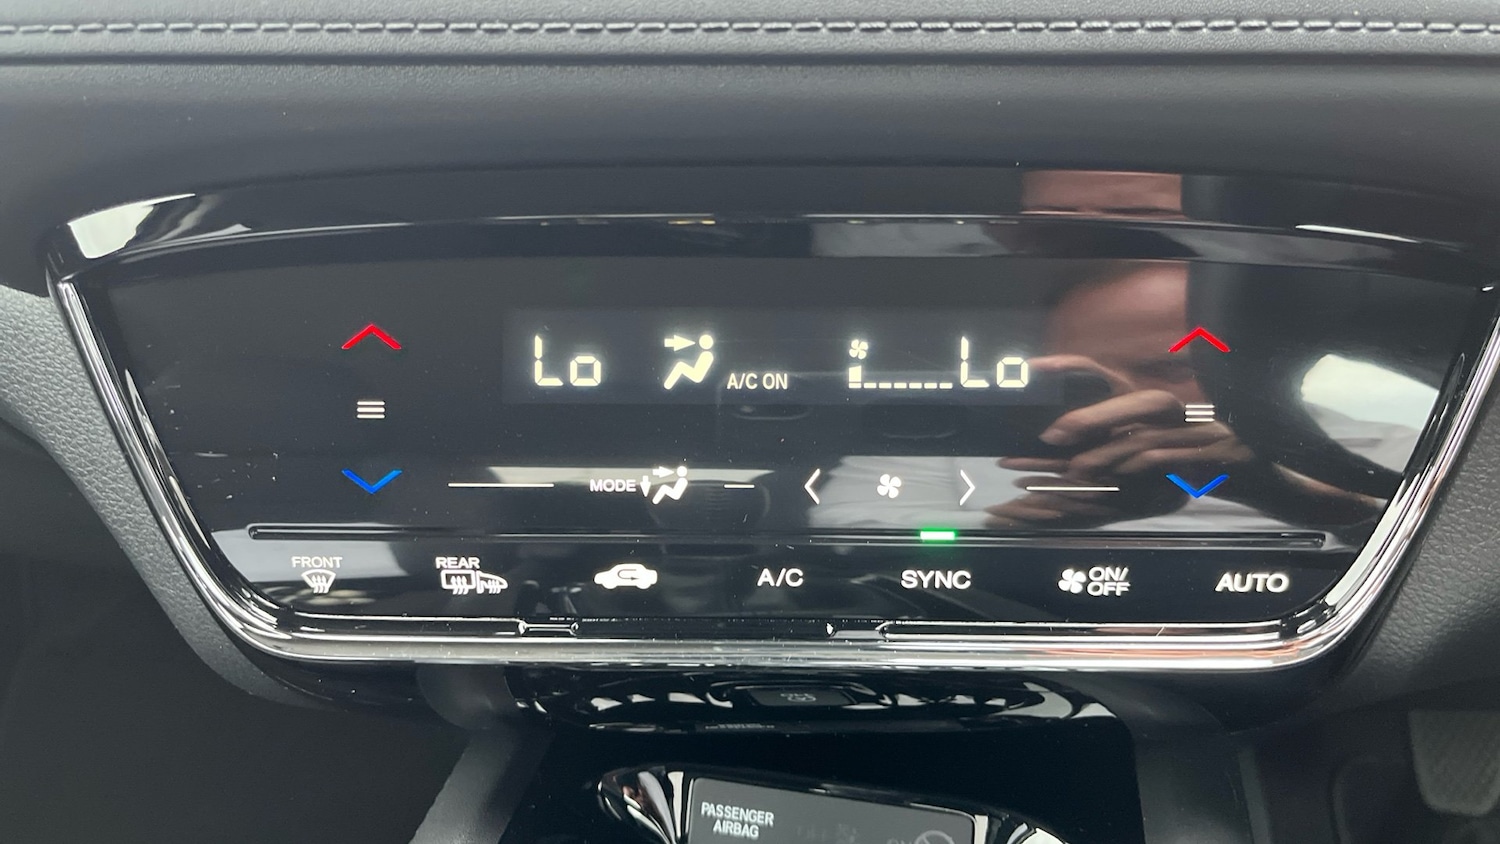 Lo A/C ON Lo
MODE
FRONT
REAR
A/C
SYNC
ON/
OFF
AUTO
PASSENGER
AIRBAG